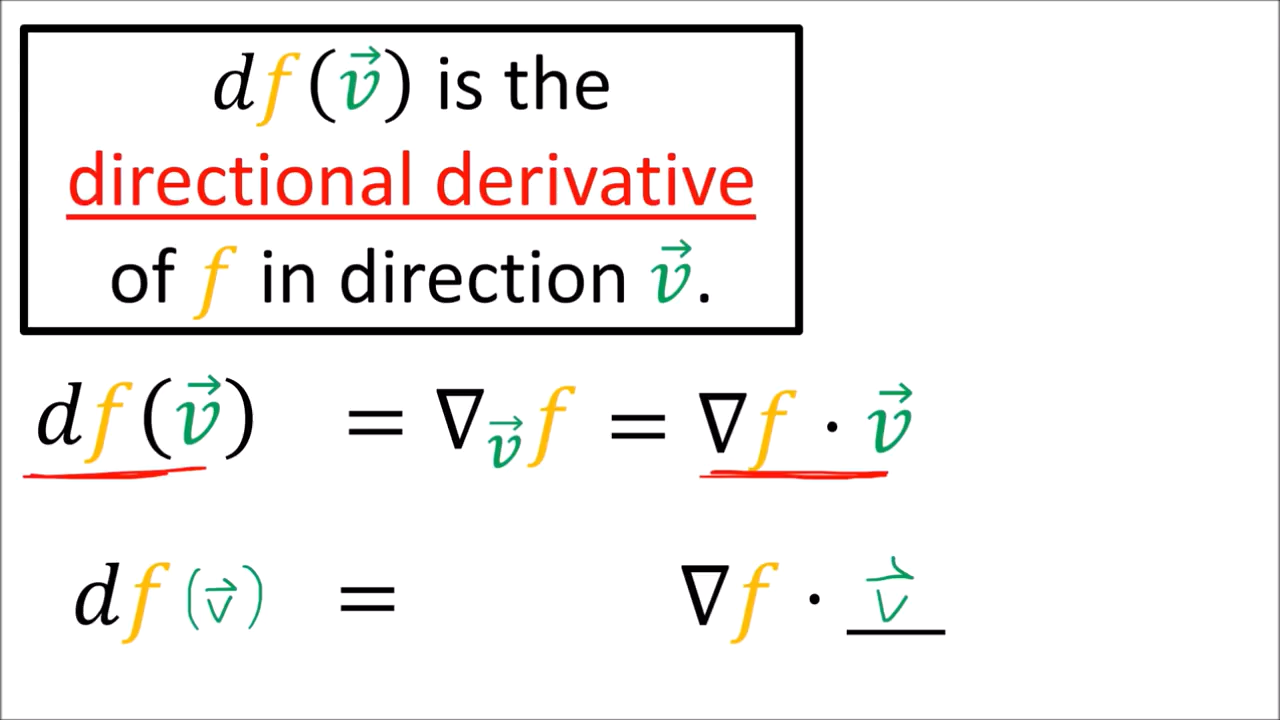 df(v⃗) is the
directional derivative
of f in direction v⃗.
df(v⃗) = ∇_v⃗ f = ∇f · v⃗
df(v⃗) = ∇f · v⃗